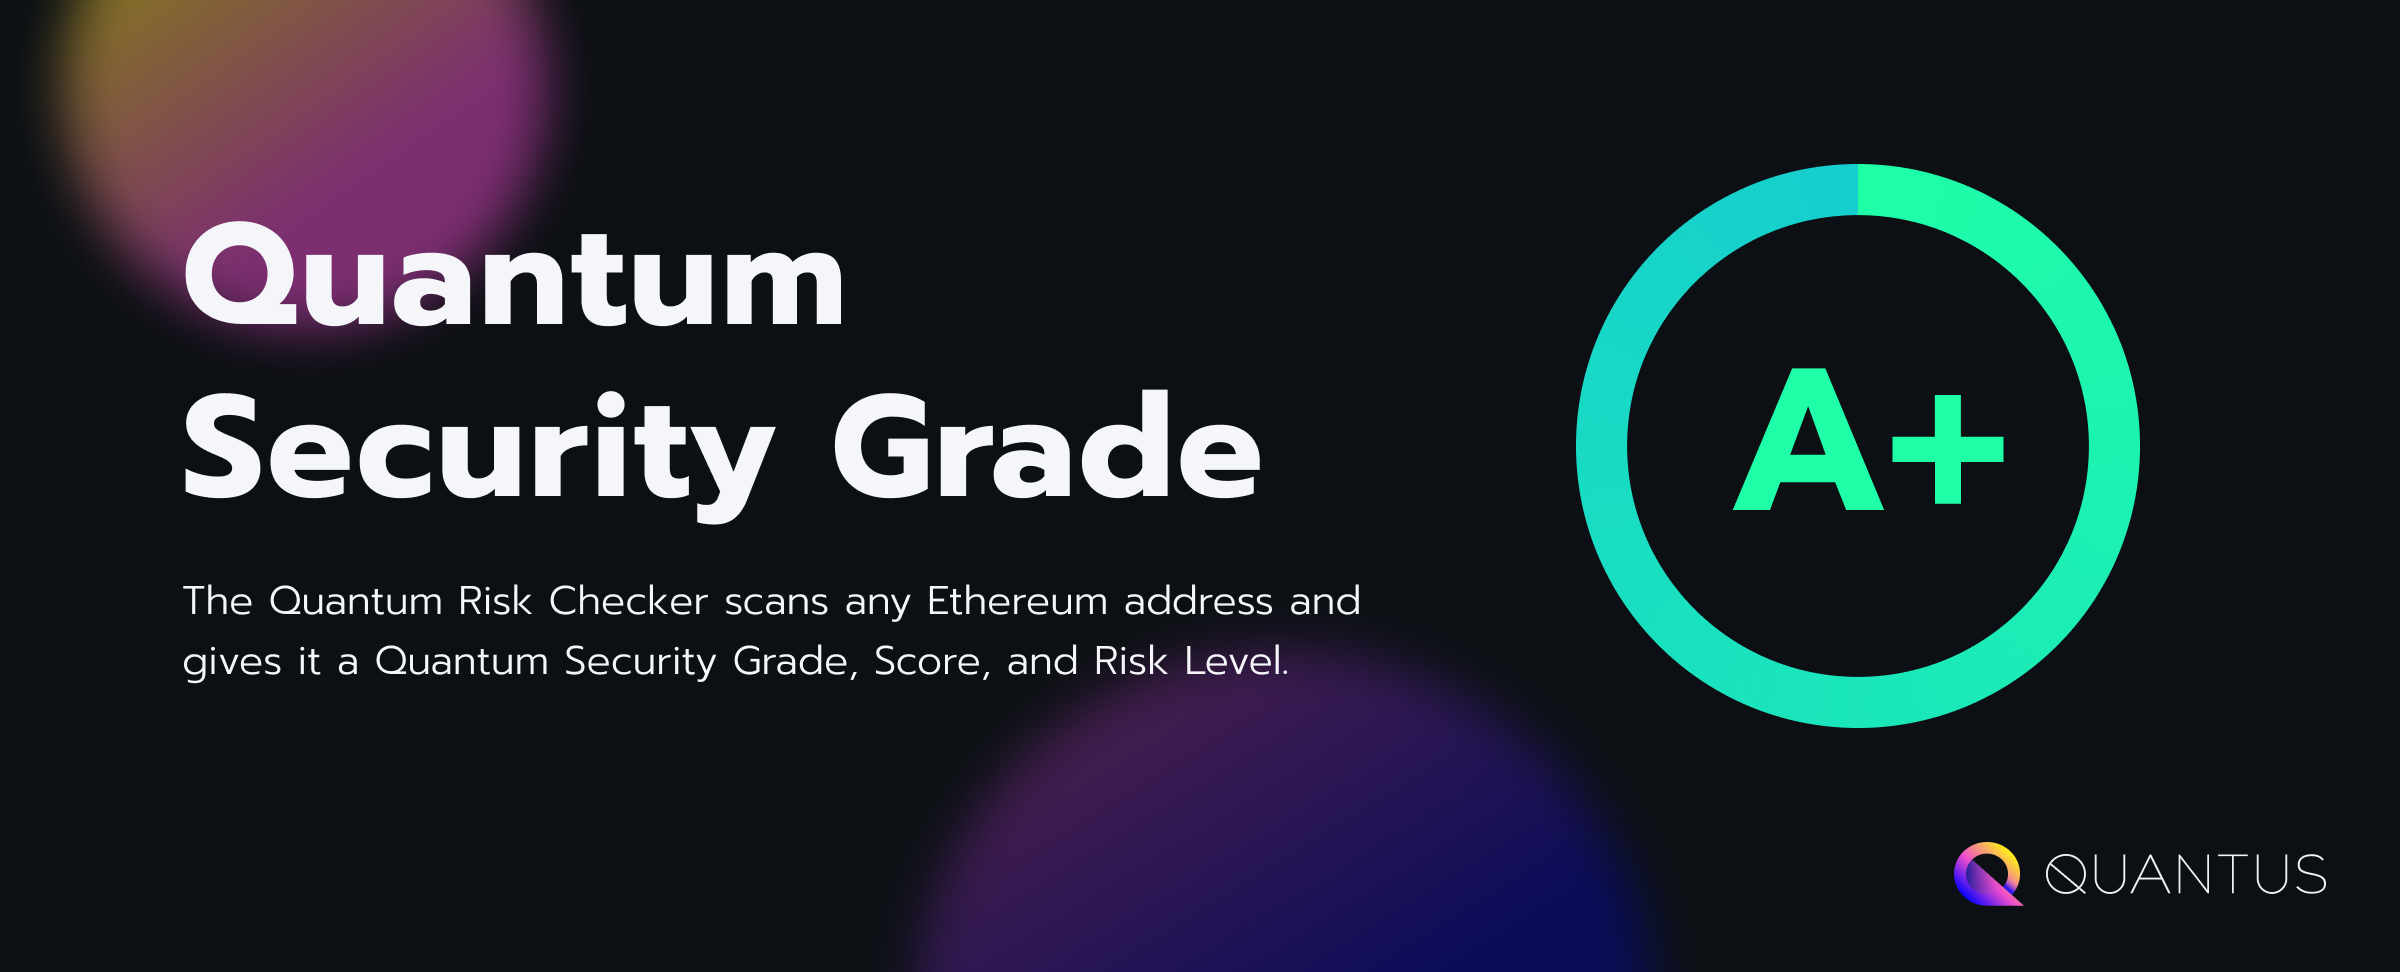 Quantum
Security Grade
The Quantum Risk Checker scans any Ethereum address and
gives it a Quantum Security Grade, Score, and Risk Level.
A+
QUANTUS